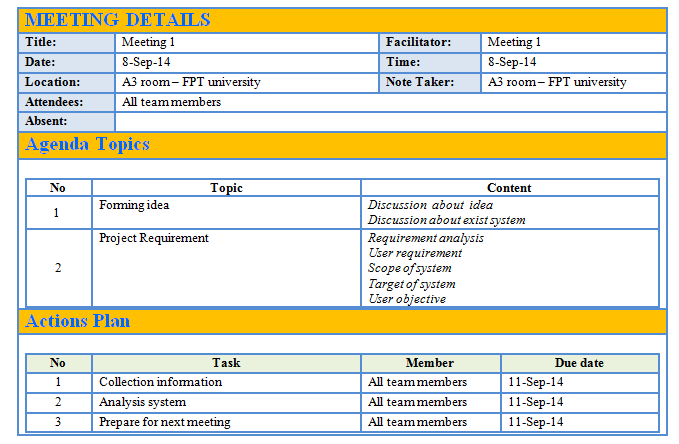 MEETING DETAILS
Title: Meeting 1 Facilitator: Meeting 1
Date: 8-Sep-14 Time: 8-Sep-14
Location: A3 room – FPT university Note Taker: A3 room – FPT university
Attendees: All team members
Absent:
Agenda Topics
No Topic Content
1 Forming idea Discussion about idea
Discussion about exist system
2 Project Requirement Requirement analysis
User requirement
Scope of system
Target of system
User objective
Actions Plan
No Task Member Due date
1 Collection information All team members 11-Sep-14
2 Analysis system All team members 11-Sep-14
3 Prepare for next meeting All team members 11-Sep-14